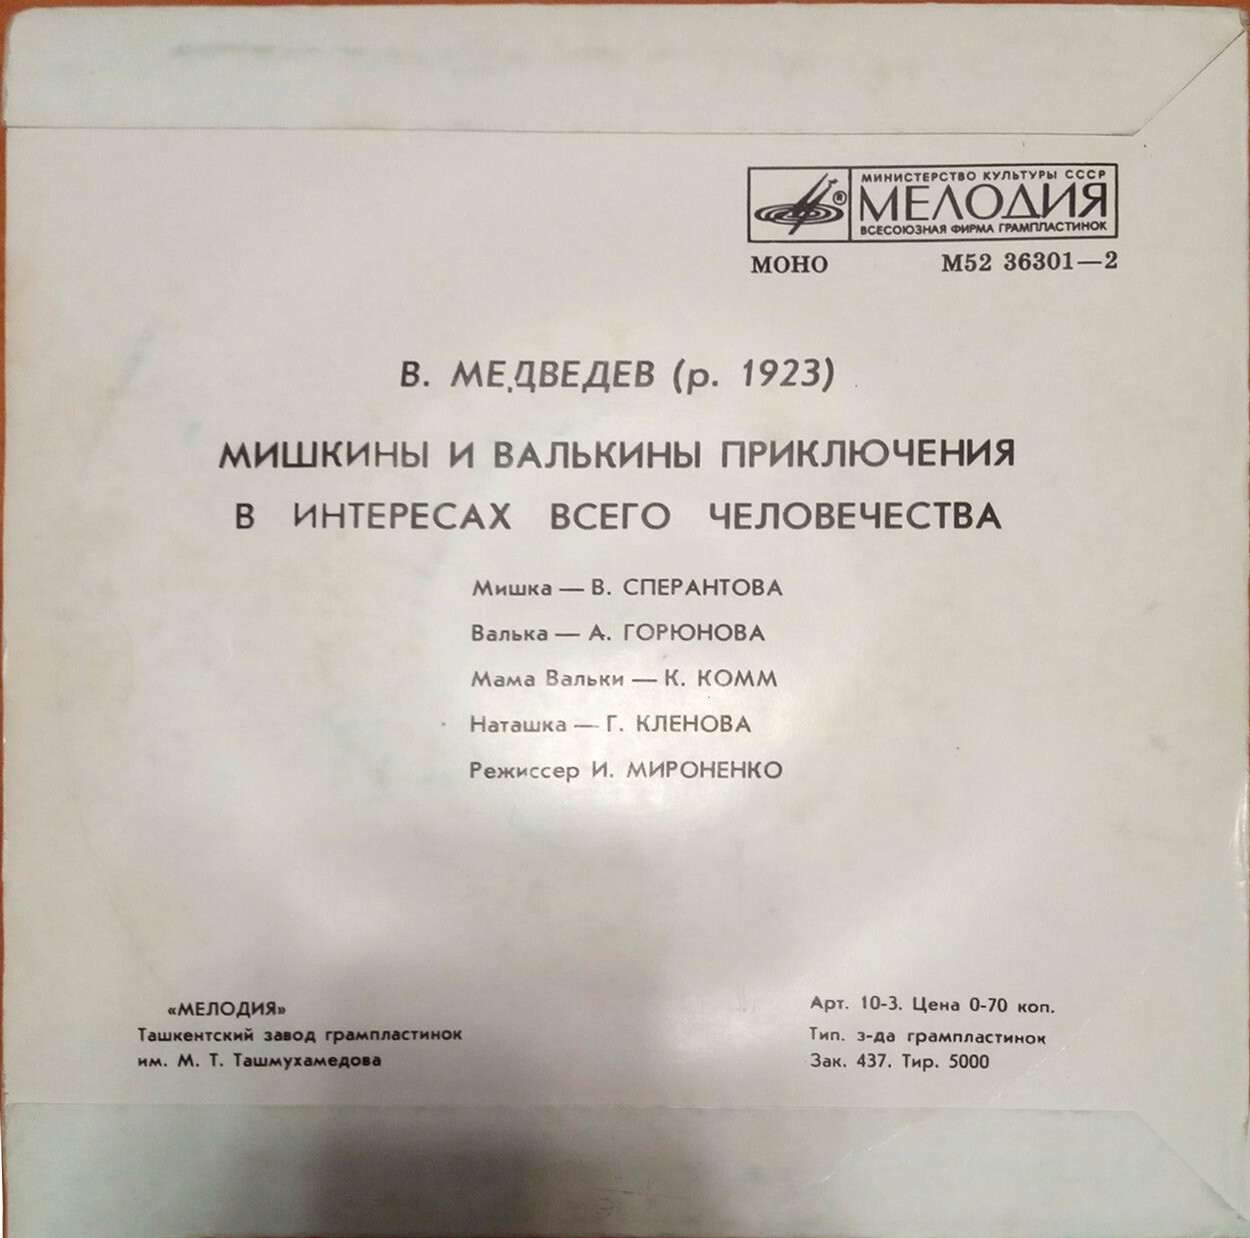 МИНИСТЕРСТВО КУЛЬТУРЫ СССР
® МЕЛОДИЯ
ВСЕСОЮЗНАЯ ФИРМА ГРАМПЛАСТИНОК
МОНО М52 36301—2
В. МЕДВЕДЕВ (р. 1923)
МИШКИНЫ И ВАЛЬКИНЫ ПРИКЛЮЧЕНИЯ
В ИНТЕРЕСАХ ВСЕГО ЧЕЛОВЕЧЕСТВА
Мишка — В. СПЕРАНТОВА
Валька — А. ГОРЮНОВА
Мама Вальки — К. КОММ
Наташка — Г. КЛЕНОВА
Режиссер И. МИРОНЕНКО
«МЕЛОДИЯ»
Ташкентский завод грампластинок
им. М. Т. Ташмухамедова
Арт. 10-3. Цена 0-70 коп.
Тип. з-да грампластинок
Зак. 437. Тир. 5000